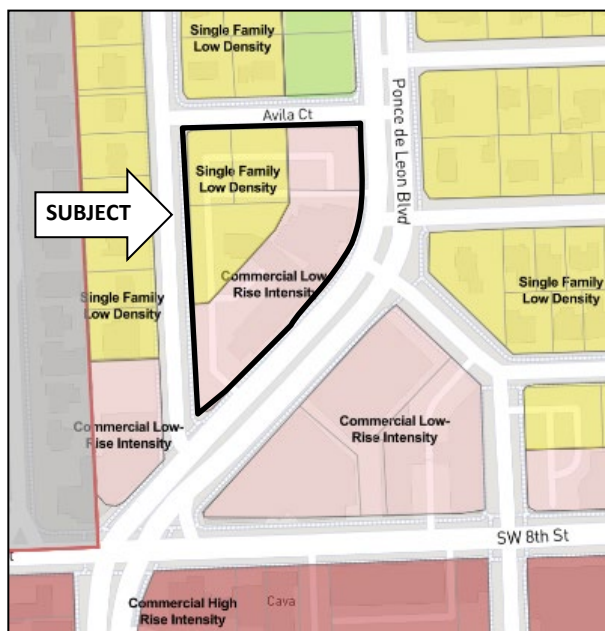 Single Family
Low Density
Avila Ct
Ponce de Leon Blvd
Single Family
Low Density
SUBJECT
Commercial Low-
Rise Intensity
Single Family
Low Density
Single Family
Low Density
Commercial Low-
Rise Intensity
Commercial Low-
Rise Intensity
SW 8th St
t
Commercial High
Rise Intensity
Cava